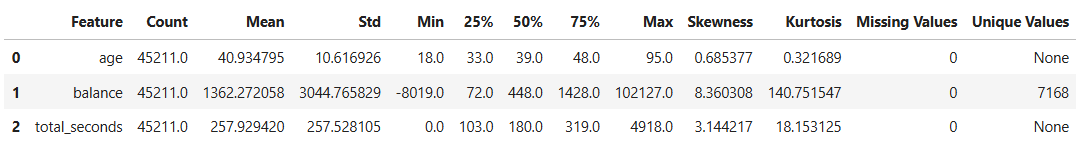 Feature Count Mean Std Min 25% 50% 75% Max Skewness Kurtosis Missing Values Unique Values
0 age 45211.0 40.934795 10.616926 18.0 33.0 39.0 48.0 95.0 0.685377 0.321689 0 None
1 balance 45211.0 1362.272058 3044.765829 -8019.0 72.0 448.0 1428.0 102127.0 8.360308 140.751547 0 7168
2 total_seconds 45211.0 257.929420 257.528105 0.0 103.0 180.0 319.0 4918.0 3.144217 18.153125 0 None